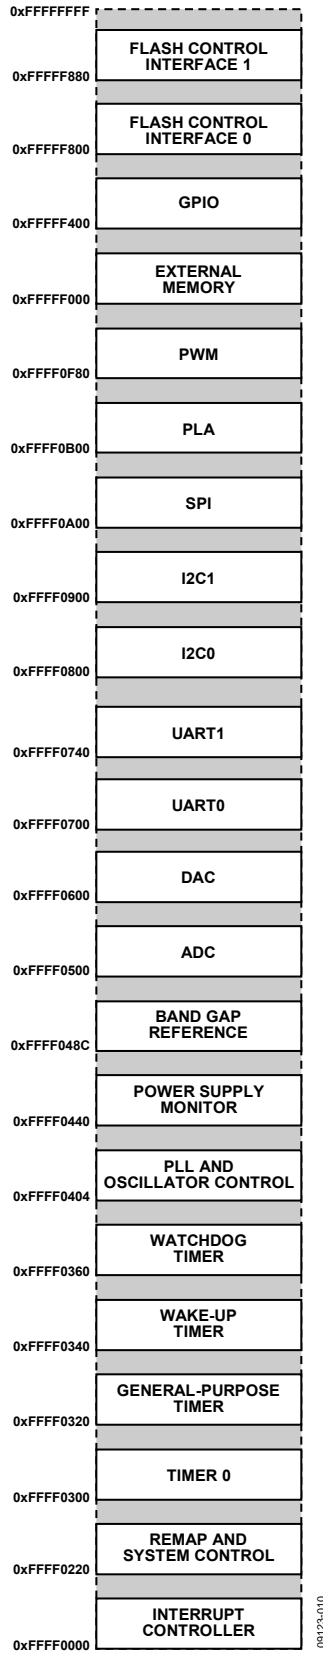 0xFFFFFFFF
FLASH CONTROL
INTERFACE 1
0xFFFFF880
FLASH CONTROL
INTERFACE 0
0xFFFFF800
GPIO
0xFFFFF400
EXTERNAL
MEMORY
0xFFFFF000
PWM
0xFFFF0F80
PLA
0xFFFF0B00
SPI
0xFFFF0A00
I2C1
0xFFFF0900
I2C0
0xFFFF0800
UART1
0xFFFF0740
UART0
0xFFFF0700
DAC
0xFFFF0600
ADC
0xFFFF0500
BAND GAP
REFERENCE
0xFFFF048C
POWER SUPPLY
MONITOR
0xFFFF0440
PLL AND
OSCILLATOR CONTROL
0xFFFF0404
WATCHDOG
TIMER
0xFFFF0360
WAKE-UP
TIMER
0xFFFF0340
GENERAL-PURPOSE
TIMER
0xFFFF0320
TIMER 0
0xFFFF0300
REMAP AND
SYSTEM CONTROL
0xFFFF0220
INTERRUPT
CONTROLLER
0xFFFF0000
09123-010